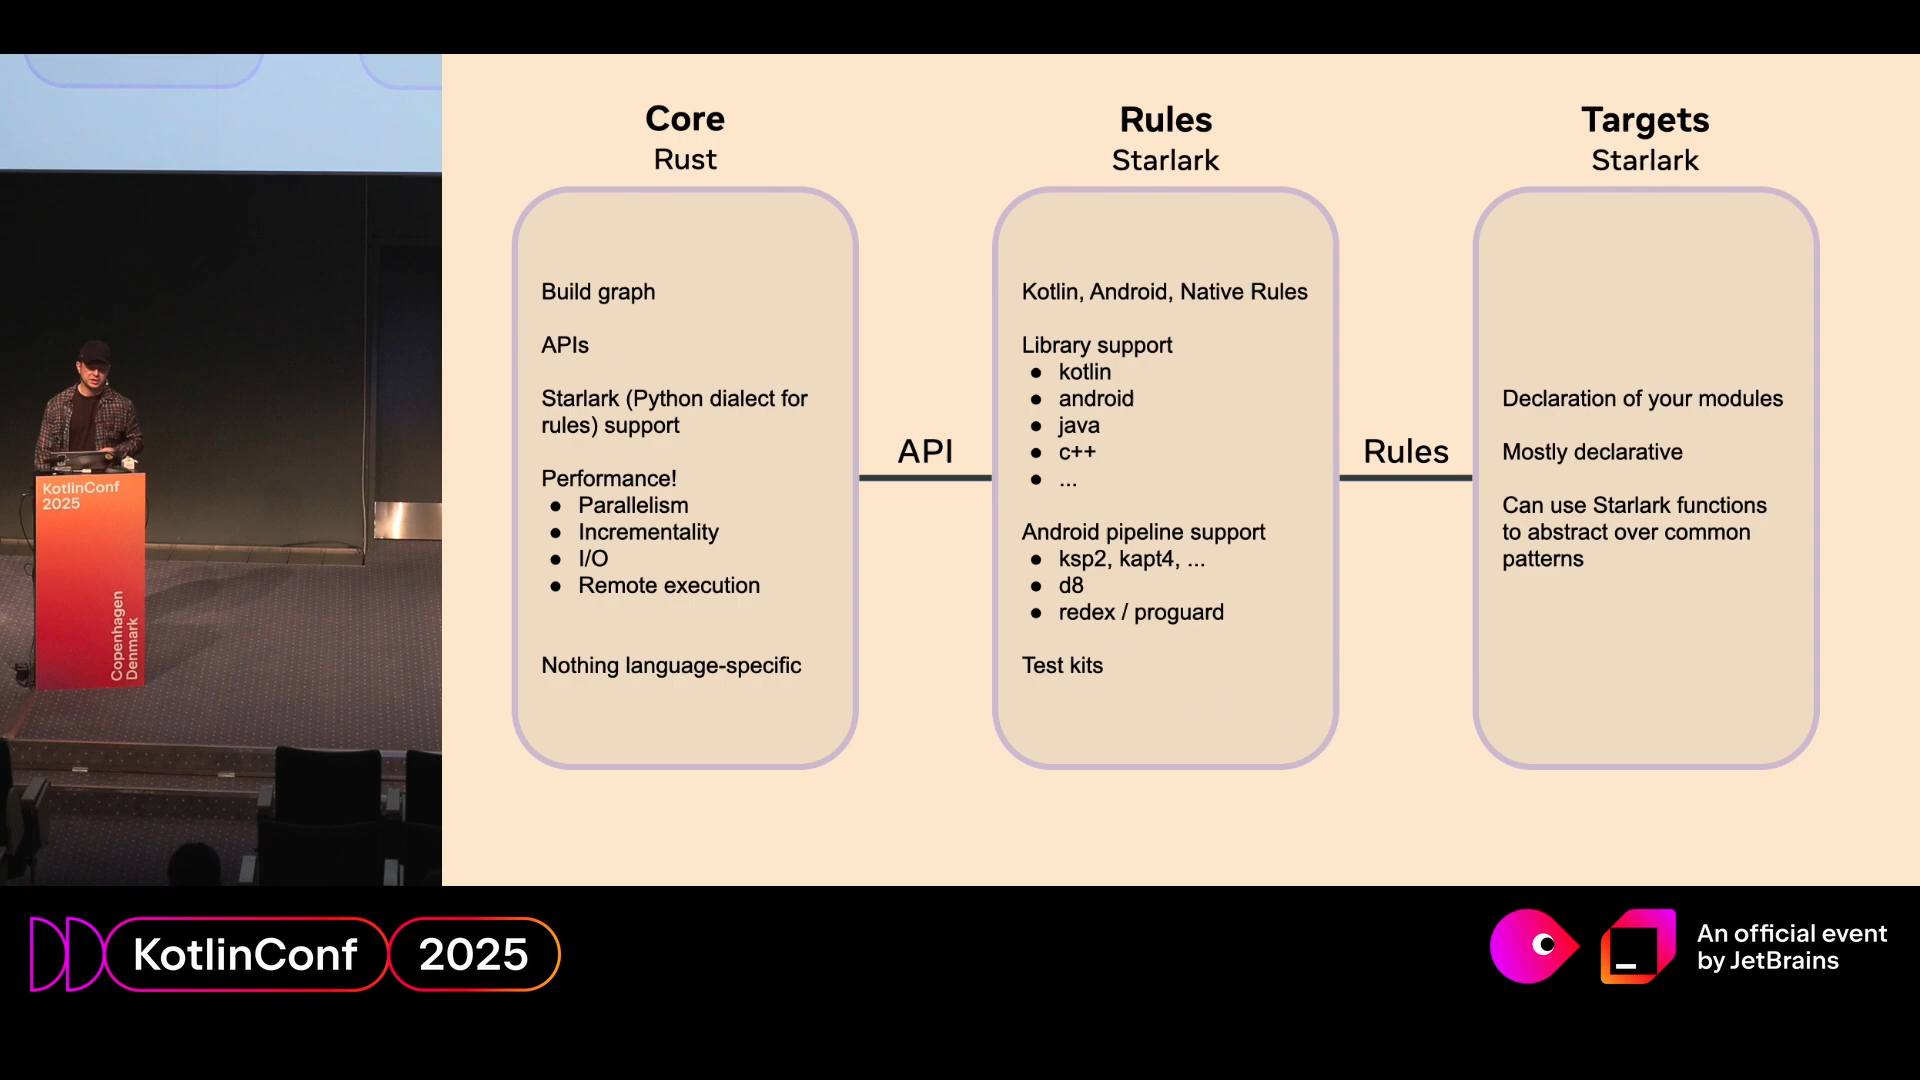 Core
Rust
Build graph
APIs
Starlark (Python dialect for
rules) support
Performance!
● Parallelism
● Incrementality
● I/O
● Remote execution
Nothing language-specific
API
Rules
Starlark
Kotlin, Android, Native Rules
Library support
● kotlin
● android
● java
● c++
● ...
Android pipeline support
● ksp2, kapt4, ...
● d8
● redex / proguard
Test kits
Rules
Targets
Starlark
Declaration of your modules
Mostly declarative
Can use Starlark functions
to abstract over common
patterns
KotlinConf
2025
Copenhagen
Denmark
KotlinConf 2025
An official event
by JetBrains